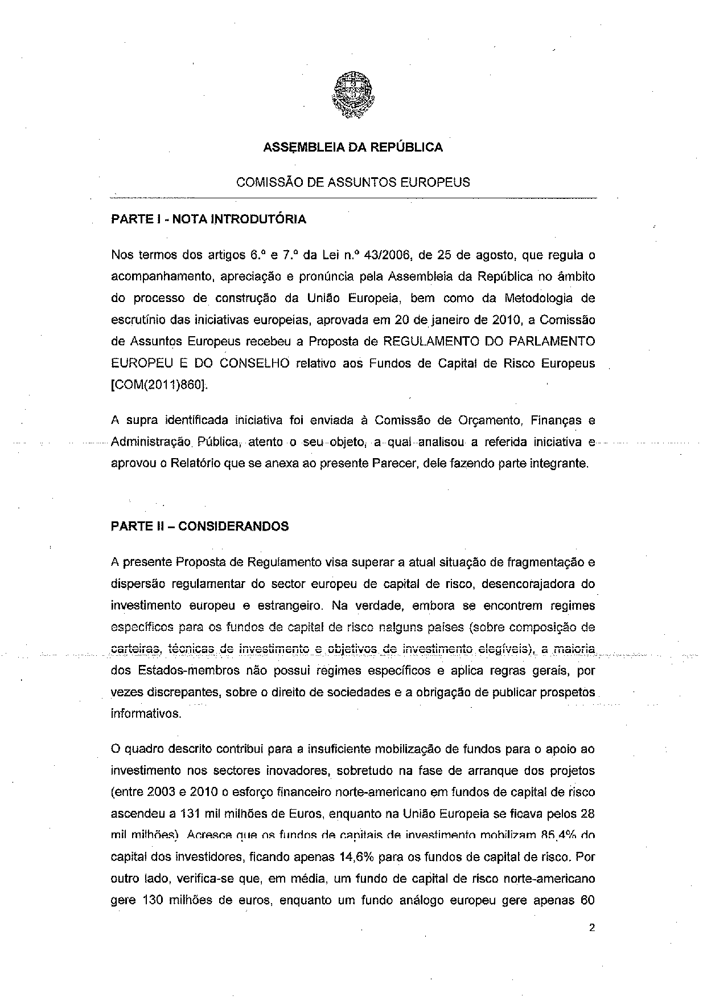 ASSEMBLEIA DA REPÚBLICA
COMISSÃO DE ASSUNTOS EUROPEUS
PARTE I - NOTA INTRODUTÓRIA
Nos termos dos artigos 6.º e 7.º da Lei n.º 43/2006, de 25 de agosto, que regula o
acompanhamento, apreciação e pronúncia pela Assembleia da República no âmbito
do processo de construção da União Europeia, bem como da Metodologia de
escrutínio das iniciativas europeias, aprovada em 20 de janeiro de 2010, a Comissão
de Assuntos Europeus recebeu a Proposta de REGULAMENTO DO PARLAMENTO
EUROPEU E DO CONSELHO relativo aos Fundos de Capital de Risco Europeus
[COM(2011)860].
A supra identificada iniciativa foi enviada à Comissão de Orçamento, Finanças e
Administração Pública, atento o seu objeto, a qual analisou a referida iniciativa e
aprovou o Relatório que se anexa ao presente Parecer, dele fazendo parte integrante.
PARTE II – CONSIDERANDOS
A presente Proposta de Regulamento visa superar a atual situação de fragmentação e
dispersão regulamentar do sector europeu de capital de risco, desencorajadora do
investimento europeu e estrangeiro. Na verdade, embora se encontrem regimes
específicos para os fundos de capital de risco nalguns países (sobre composição de
carteiras, técnicas de investimento e objetivos de investimento elegíveis), a maioria
dos Estados-membros não possui regimes específicos e aplica regras gerais, por
vezes discrepantes, sobre o direito de sociedades e a obrigação de publicar prospetos
informativos.
O quadro descrito contribui para a insuficiente mobilização de fundos para o apoio ao
investimento nos sectores inovadores, sobretudo na fase de arranque dos projetos
(entre 2003 e 2010 o esforço financeiro norte-americano em fundos de capital de risco
ascendeu a 131 mil milhões de Euros, enquanto na União Europeia se ficava pelos 28
mil milhões). Acresce que os fundos de capitais de investimento mobilizam 85,4% do
capital dos investidores, ficando apenas 14,6% para os fundos de capital de risco. Por
outro lado, verifica-se que, em média, um fundo de capital de risco norte-americano
gere 130 milhões de euros, enquanto um fundo análogo europeu gere apenas 60
2